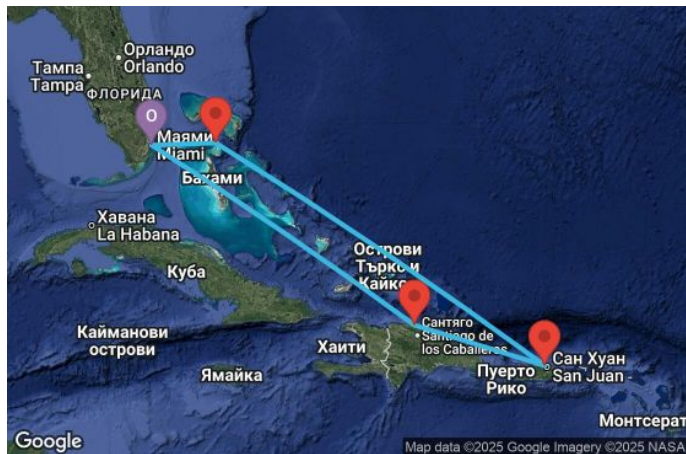 Орландо
Orlando
Тампа
Tampa
ФЛОРИДА
O
Маями
Miami
Бахами
Хавана
La Habana
Куба
Острови
Търкс и
Кайкос
Кайманови
острови
Ямайка
Хаити
Сантяго
Santiago de
los Caballeros
Пуерто
Рико
Сан Хуан
San Juan
Монтсерат
Google
Map data ©2025 Google Imagery ©2025 NASA